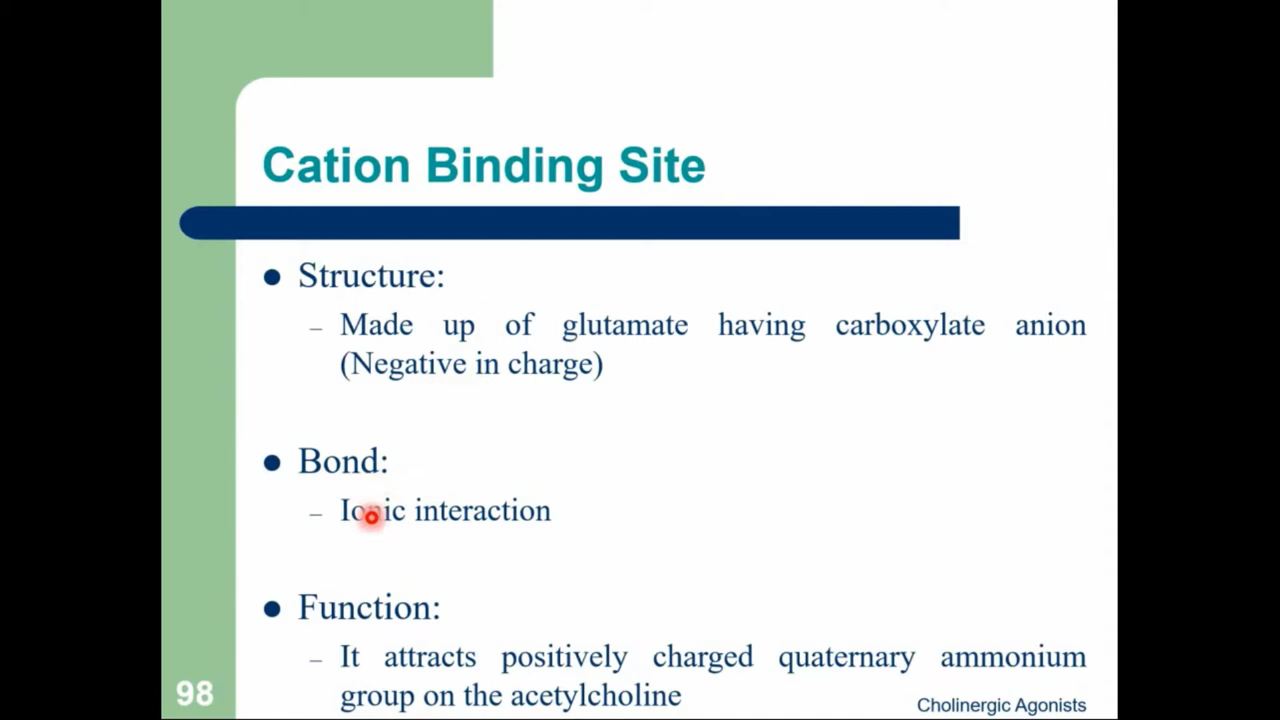 Cation Binding Site
Structure:
– Made up of glutamate having carboxylate anion
(Negative in charge)
Bond:
– Ionic interaction
Function:
– It attracts positively charged quaternary ammonium
group on the acetylcholine
98
Cholinergic Agonists